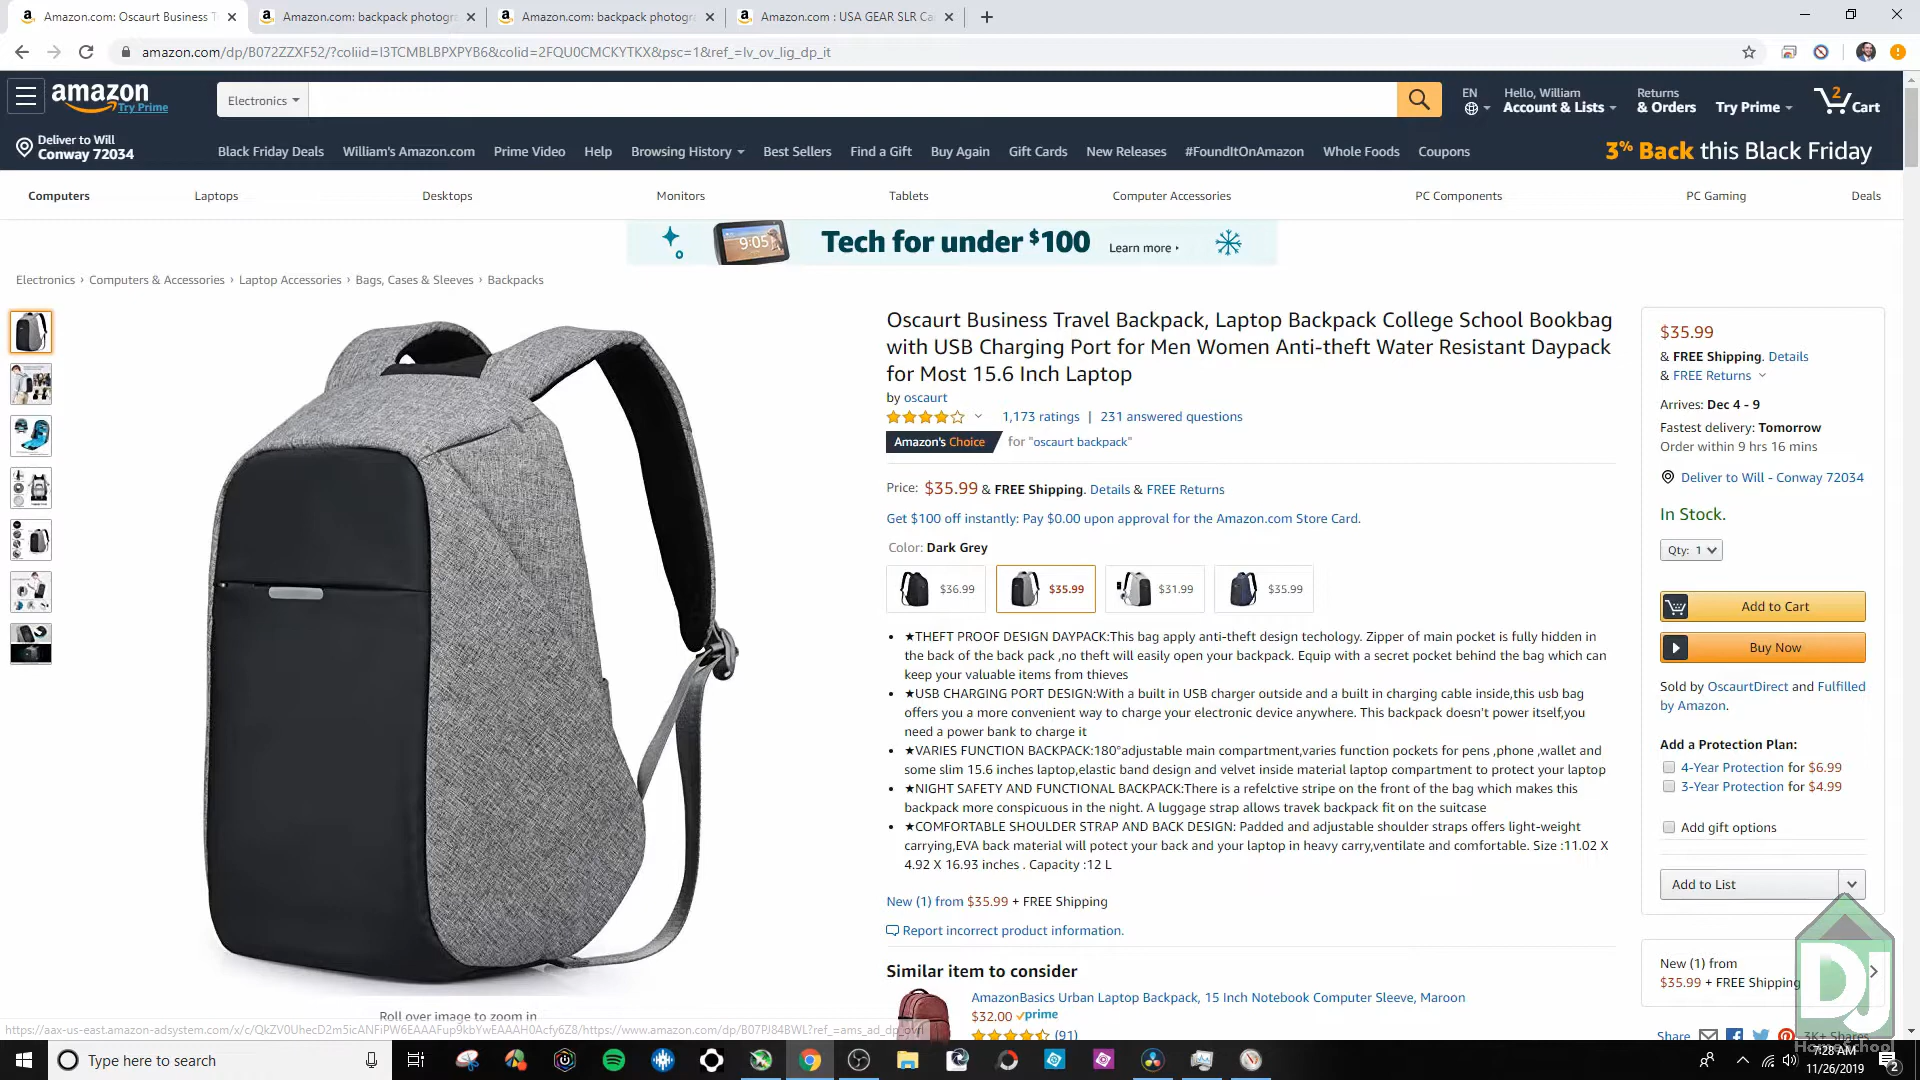 Amazon.com: Oscaurt Business T
Amazon.com: backpack photogra
Amazon.com: backpack photogra
Amazon.com : USA GEAR SLR Ca
amazon.com/dp/B072ZZXF52/?coliid=I3TCMBLBPXPYB6&colid=2FQU0CMCKYTKX&psc=1&ref_=lv_ov_lig_dp_it
amazon
Try Prime
Electronics
EN
Hello, William
Account & Lists
Returns
& Orders
Try Prime
2
Cart
Deliver to Will
Conway 72034
Black Friday Deals
William's Amazon.com
Prime Video
Help
Browsing History
Best Sellers
Find a Gift
Buy Again
Gift Cards
New Releases
#FoundItOnAmazon
Whole Foods
Coupons
3% Back this Black Friday
Computers
Laptops
Desktops
Monitors
Tablets
Computer Accessories
PC Components
PC Gaming
Deals
9:05
Tech for under $100
Learn more ›
Electronics › Computers & Accessories › Laptop Accessories › Bags, Cases & Sleeves › Backpacks
Oscaurt Business Travel Backpack, Laptop Backpack College School Bookbag
with USB Charging Port for Men Women Anti-theft Water Resistant Daypack
for Most 15.6 Inch Laptop
by oscaurt
1,173 ratings | 231 answered questions
Amazon's Choice for "oscaurt backpack"
Price: $35.99 & FREE Shipping. Details & FREE Returns
Get $100 off instantly: Pay $0.00 upon approval for the Amazon.com Store Card.
Color: Dark Grey
$36.99
$35.99
$31.99
$35.99
• ★THEFT PROOF DESIGN DAYPACK:This bag apply anti-theft design techology. Zipper of main pocket is fully hidden in
the back of the back pack ,no theft will easily open your backpack. Equip with a secret pocket behind the bag which can
keep your valuable items from thieves
• ★USB CHARGING PORT DESIGN:With a built in USB charger outside and a built in charging cable inside,this usb bag
offers you a more convenient way to charge your electronic device anywhere. This backpack doesn't power itself,you
need a power bank to charge it
• ★VARIES FUNCTION BACKPACK:180°adjustable main compartment,varies function pockets for pens ,phone ,wallet and
some slim 15.6 inches laptop,elastic band design and velvet inside material laptop compartment to protect your laptop
• ★NIGHT SAFETY AND FUNCTIONAL BACKPACK:There is a refelctive stripe on the front of the bag which makes this
backpack more conspicuous in the night. A luggage strap allows travek backpack fit on the suitcase
• ★COMFORTABLE SHOULDER STRAP AND BACK DESIGN: Padded and adjustable shoulder straps offers light-weight
carrying,EVA back material will potect your back and your laptop in heavy carry,ventilate and comfortable. Size :11.02 X
4.92 X 16.93 inches . Capacity :12 L
New (1) from $35.99 + FREE Shipping
Report incorrect product information.
Similar item to consider
AmazonBasics Urban Laptop Backpack, 15 Inch Notebook Computer Sleeve, Maroon
$32.00 prime
(91)
Roll over image to zoom in
$35.99
& FREE Shipping. Details
& FREE Returns
Arrives: Dec 4 - 9
Fastest delivery: Tomorrow
Order within 9 hrs 16 mins
Deliver to Will - Conway 72034
In Stock.
Qty: 1
Add to Cart
Buy Now
Sold by OscaurtDirect and Fulfilled
by Amazon.
Add a Protection Plan:
4-Year Protection for $6.99
3-Year Protection for $4.99
Add gift options
Add to List
New (1) from
$35.99 + FREE Shipping
Share
3K+ Shares
DJ
HomeSchool
Type here to search
7:28 AM
11/26/2019
2